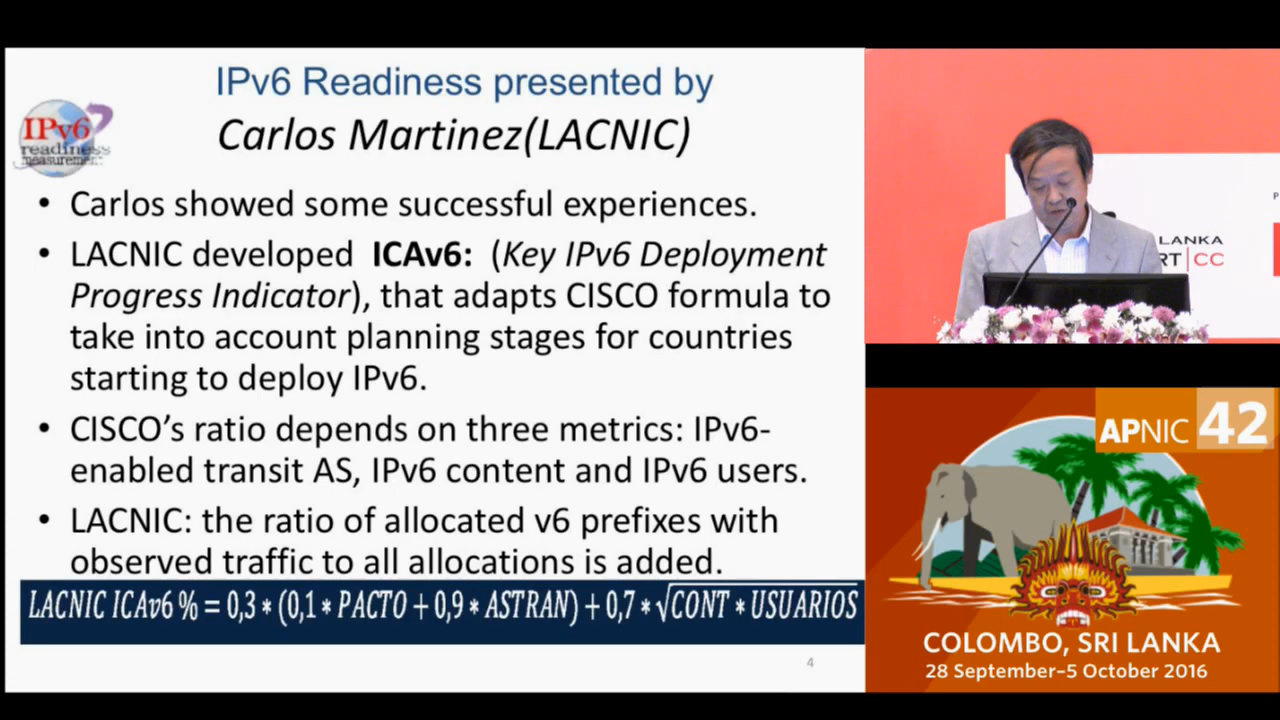 IPv6 Readiness presented by
Carlos Martinez(LACNIC)
IPv6
readiness
measurement
• Carlos showed some successful experiences.
• LACNIC developed ICAv6: (Key IPv6 Deployment
Progress Indicator), that adapts CISCO formula to
take into account planning stages for countries
starting to deploy IPv6.
• CISCO’s ratio depends on three metrics: IPv6-
enabled transit AS, IPv6 content and IPv6 users.
• LACNIC: the ratio of allocated v6 prefixes with
observed traffic to all allocations is added.
LACNIC ICAv6 % = 0,3 * (0,1 * PACTO + 0,9 * ASTRAN) + 0,7 * √CONT * USUARIOS
4
P
LANKA
RT|CC
APNIC 42
COLOMBO, SRI LANKA
28 September–5 October 2016